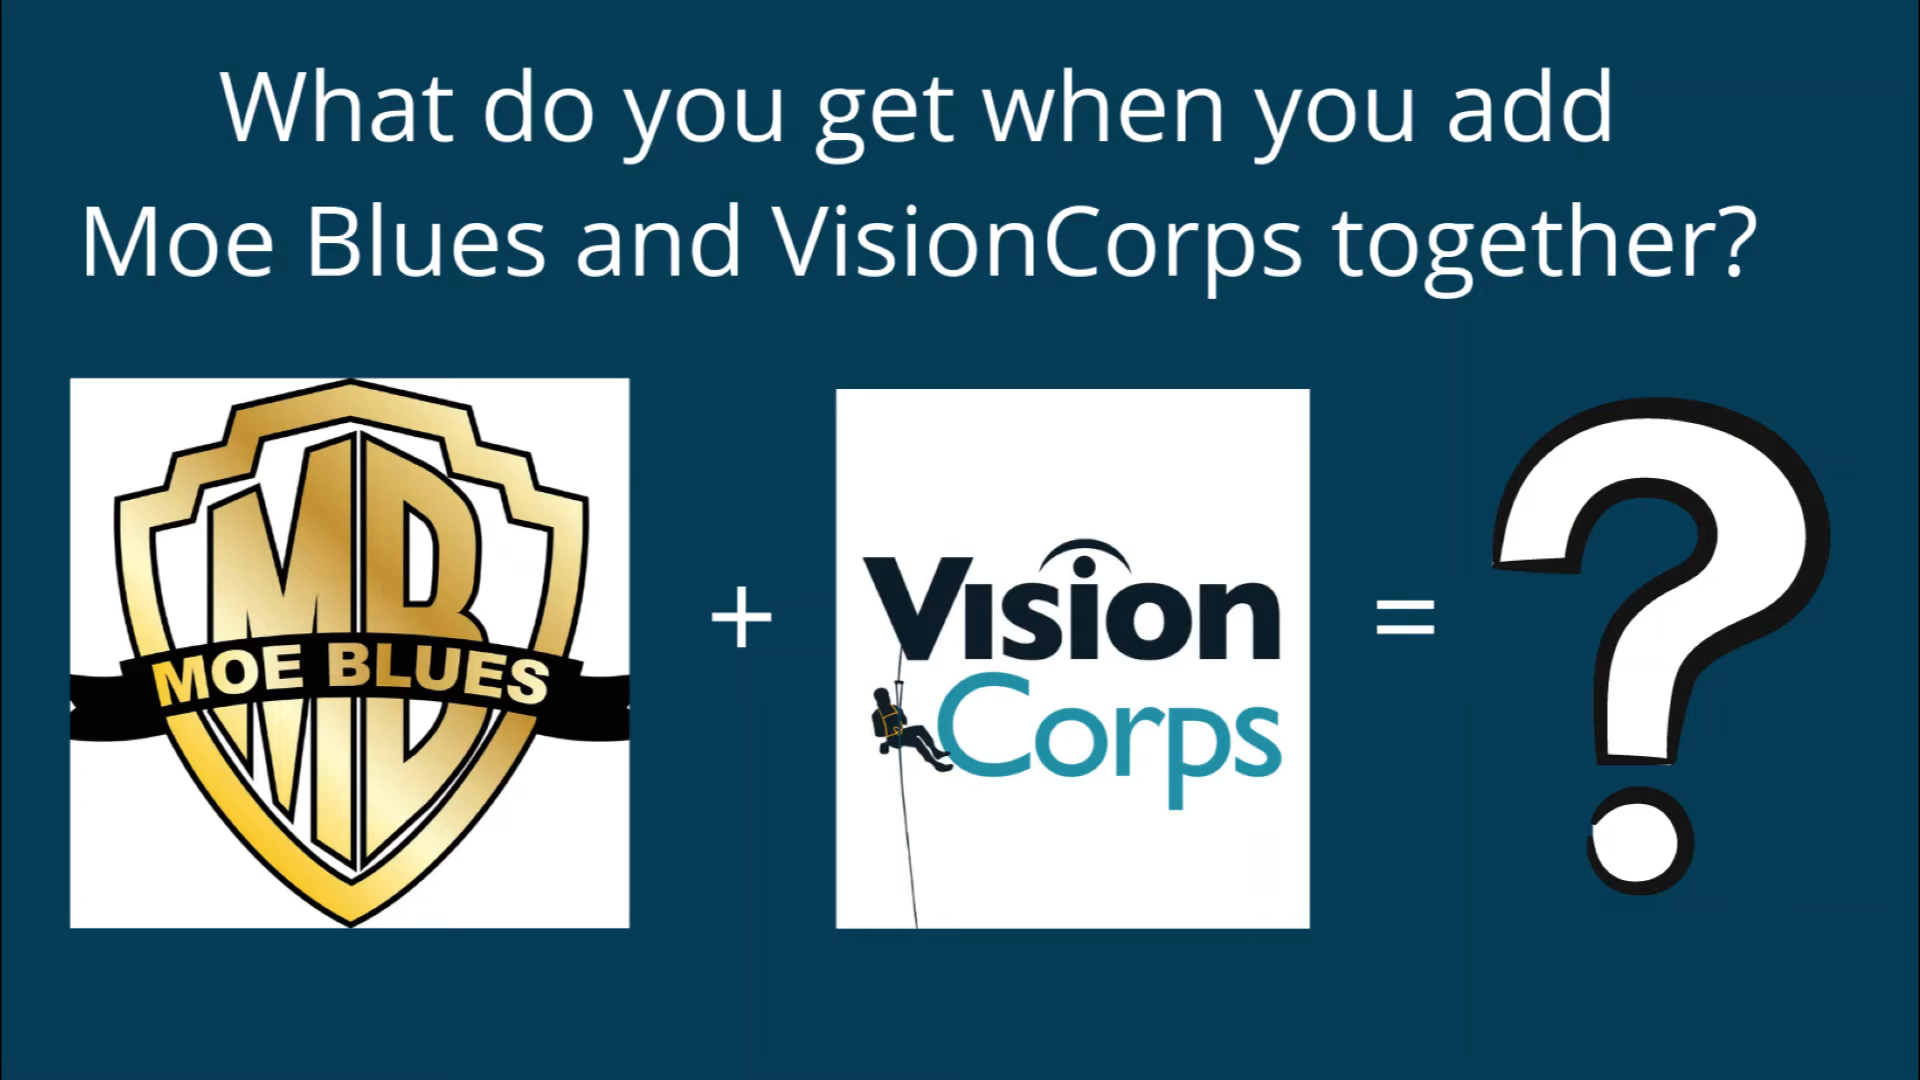 What do you get when you add
Moe Blues and VisionCorps together?
MB
MOE BLUES
+
Vision
Corps
=
?